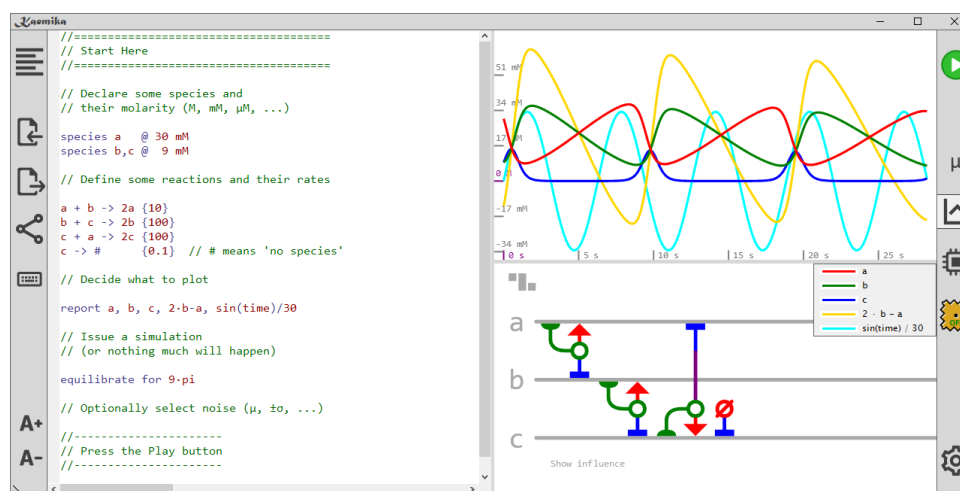 Kaemika
//======================================
// Start Here
//======================================
// Declare some species and
// their molarity (M, mM, μM, ...)
species a   @ 30 mM
species b,c @  9 mM
// Define some reactions and their rates
a + b -> 2a {10}
b + c -> 2b {100}
c + a -> 2c {100}
c -> #      {0.1}  // # means 'no species'
// Decide what to plot
report a, b, c, 2·b-a, sin(time)/30
// Issue a simulation
// (or nothing much will happen)
equilibrate for 9·pi
// Optionally select noise (μ, ±σ, ...)
//----------------------
// Press the Play button
//----------------------
A+
A-
51 mM
34 mM
17 mM
0 M
-17 mM
-34 mM
0 s
5 s
10 s
15 s
20 s
25 s
a
b
c
2 · b - a
sin(time) / 30
a
b
c
Show influence
μ
OFF